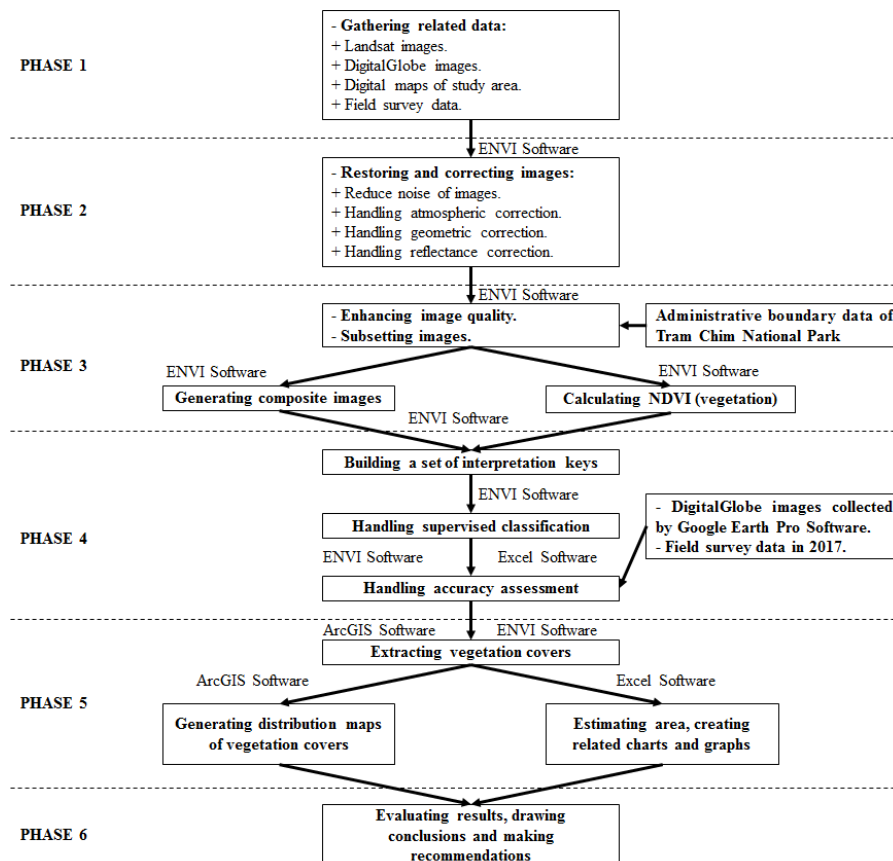 - Gathering related data:
+ Landsat images.
PHASE 1
+ DigitalGlobe images.
+ Digital maps of study area.
+ Field survey data.
ENVI Software
- Restoring and correcting images:
+ Reduce noise of images.
PHASE 2
+ Handling atmospheric correction.
+ Handling geometric correction.
+ Handling reflectance correction.
ENVI Software
- Enhancing image quality.
- Subsetting images.
Administrative boundary data of
Tram Chim National Park
PHASE 3
ENVI Software
ENVI Software
Generating composite images
Calculating NDVI (vegetation)
ENVI Software
Building a set of interpretation keys
ENVI Software
PHASE 4
Handling supervised classification
- DigitalGlobe images collected
by Google Earth Pro Software.
- Field survey data in 2017.
ENVI Software
Excel Software
Handling accuracy assessment
ArcGIS Software
ENVI Software
Extracting vegetation covers
PHASE 5
ArcGIS Software
Excel Software
Generating distribution maps
of vegetation covers
Estimating area, creating
related charts and graphs
PHASE 6
Evaluating results, drawing
conclusions and making
recommendations